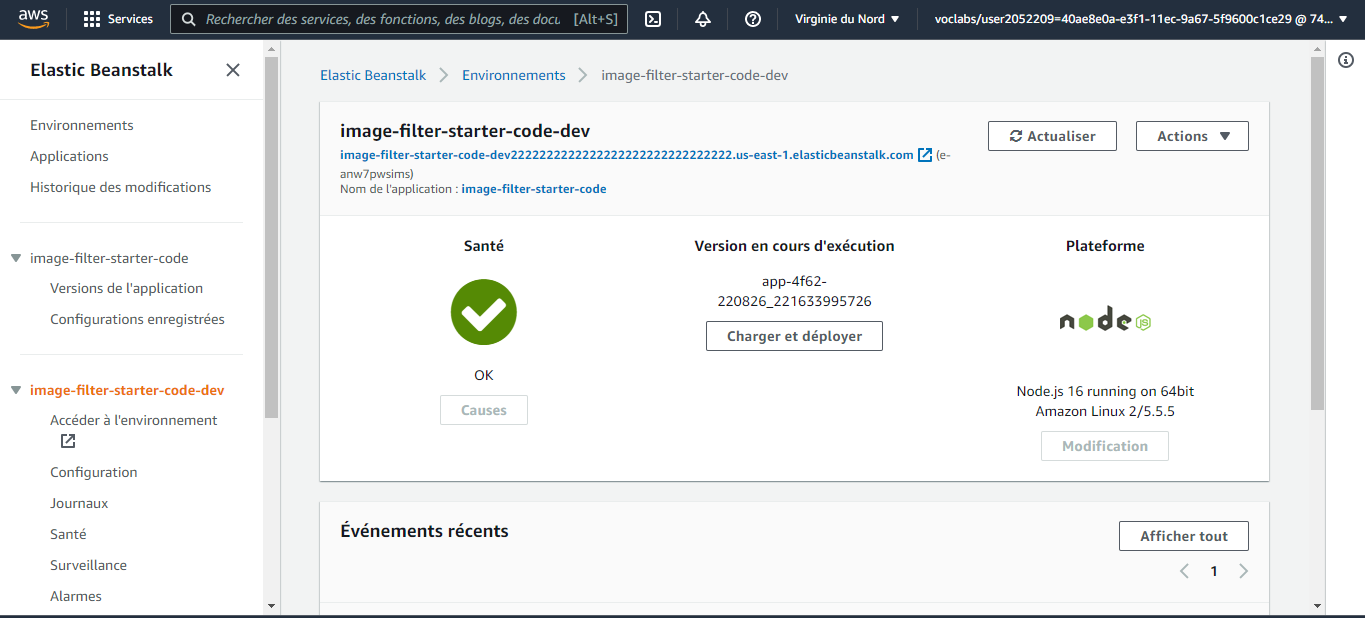 aws
Services
Rechercher des services, des fonctions, des blogs, des docu [Alt+S]
Virginie du Nord
voclabs/user2052209=40ae8e0a-e3f1-11ec-9a67-5f9600c1ce29 @ 74...
Elastic Beanstalk
Environnements
Applications
Historique des modifications
image-filter-starter-code
Versions de l'application
Configurations enregistrées
image-filter-starter-code-dev
Accéder à l'environnement
Configuration
Journaux
Santé
Surveillance
Alarmes
Elastic Beanstalk
Environnements
image-filter-starter-code-dev
image-filter-starter-code-dev
Actualiser
Actions
image-filter-starter-code-dev22222222222222222222222222222222.us-east-1.elasticbeanstalk.com (e-
anw7pwsims)
Nom de l'application : image-filter-starter-code
Santé
OK
Causes
Version en cours d'exécution
app-4f62-
220826_221633995726
Charger et déployer
Plateforme
node JS
Node.js 16 running on 64bit
Amazon Linux 2/5.5.5
Modification
Événements récents
Afficher tout
1